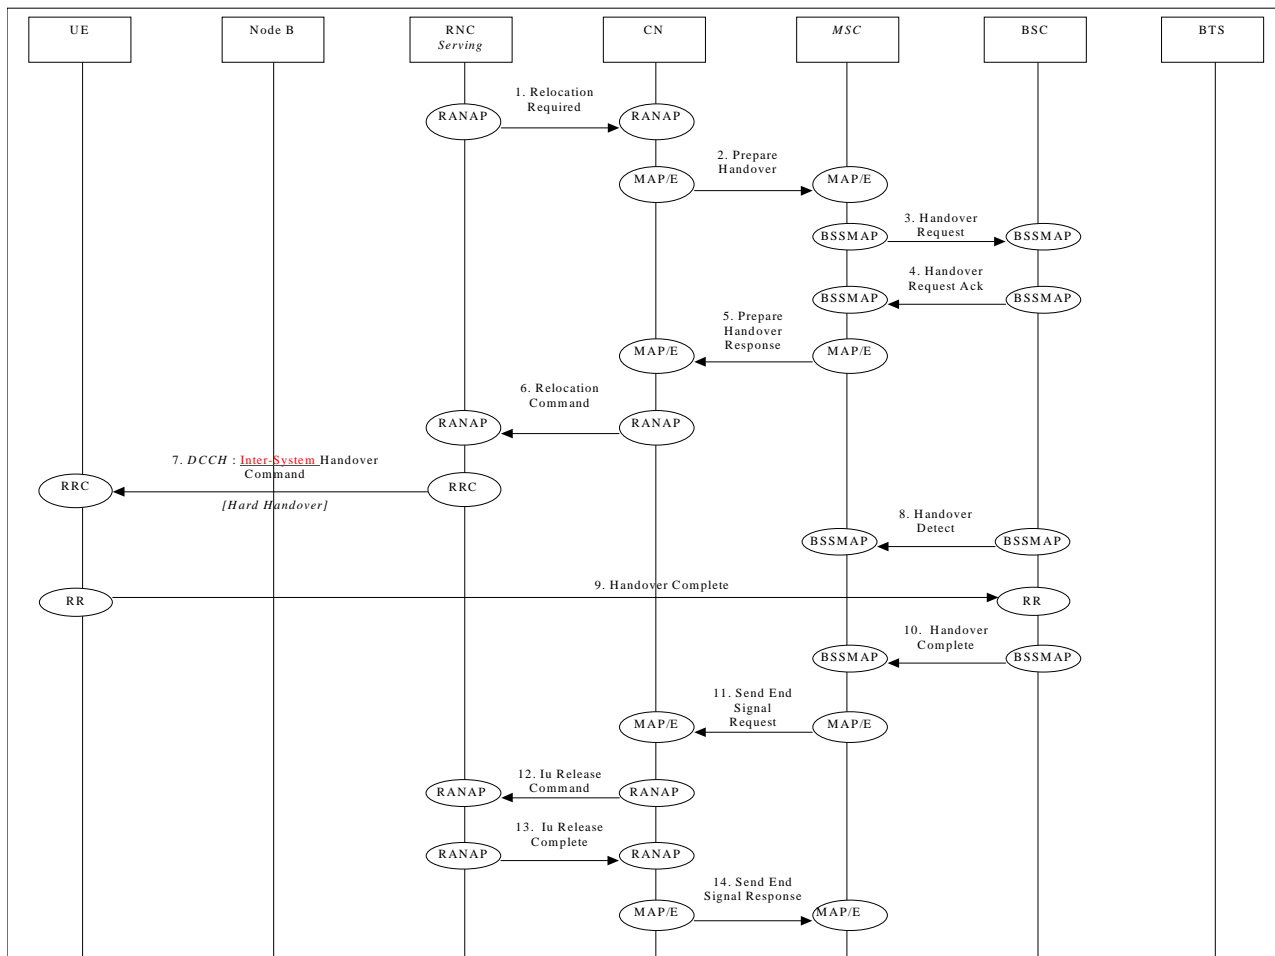 UE
Node B
RNC
Serving
CN
MSC
BSC
BTS
1. Relocation
Required
RANAP
RANAP
2. Prepare
Handover
MAP/E
MAP/E
3. Handover
Request
BSSMAP
BSSMAP
4. Handover
Request Ack
BSSMAP
BSSMAP
5. Prepare
Handover
Response
MAP/E
MAP/E
6. Relocation
Command
RANAP
RANAP
7. DCCH : Inter-System Handover
Command
RRC
RRC
[Hard Handover]
8. Handover
Detect
BSSMAP
BSSMAP
9. Handover Complete
RR
RR
10. Handover
Complete
BSSMAP
BSSMAP
11. Send End
Signal
Request
MAP/E
MAP/E
12. Iu Release
Command
RANAP
RANAP
13. Iu Release
Complete
RANAP
RANAP
14. Send End
Signal Response
MAP/E
MAP/E